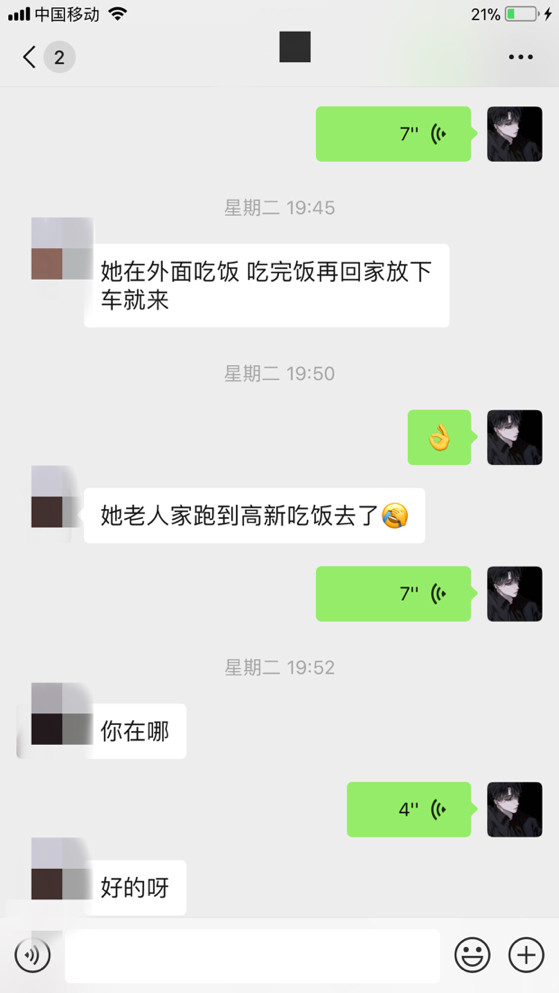 中国移动 21%
2
7''
星期二 19:45
她在外面吃饭 吃完饭再回家放下
车就来
星期二 19:50
👌
她老人家跑到高新吃饭去了🤣
7''
星期二 19:52
你在哪
4''
好的呀